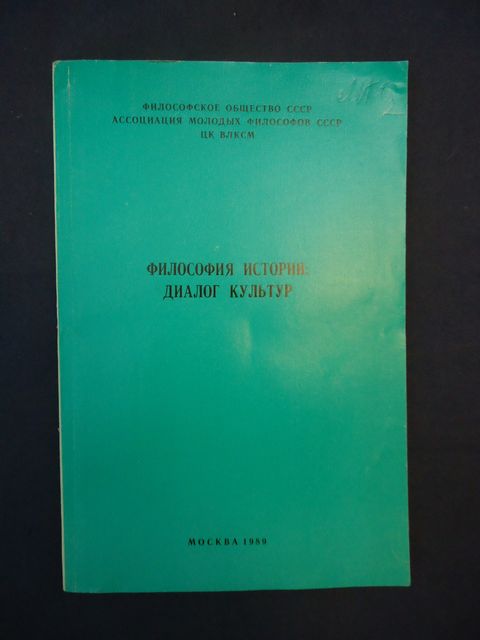 ФИЛОСОФСКОЕ ОБЩЕСТВО СССР
АССОЦИАЦИЯ МОЛОДЫХ ФИЛОСОФОВ СССР
ЦК ВЛКСМ
ФИЛОСОФИЯ ИСТОРИИ:
ДИАЛОГ КУЛЬТУР
МОСКВА 1989